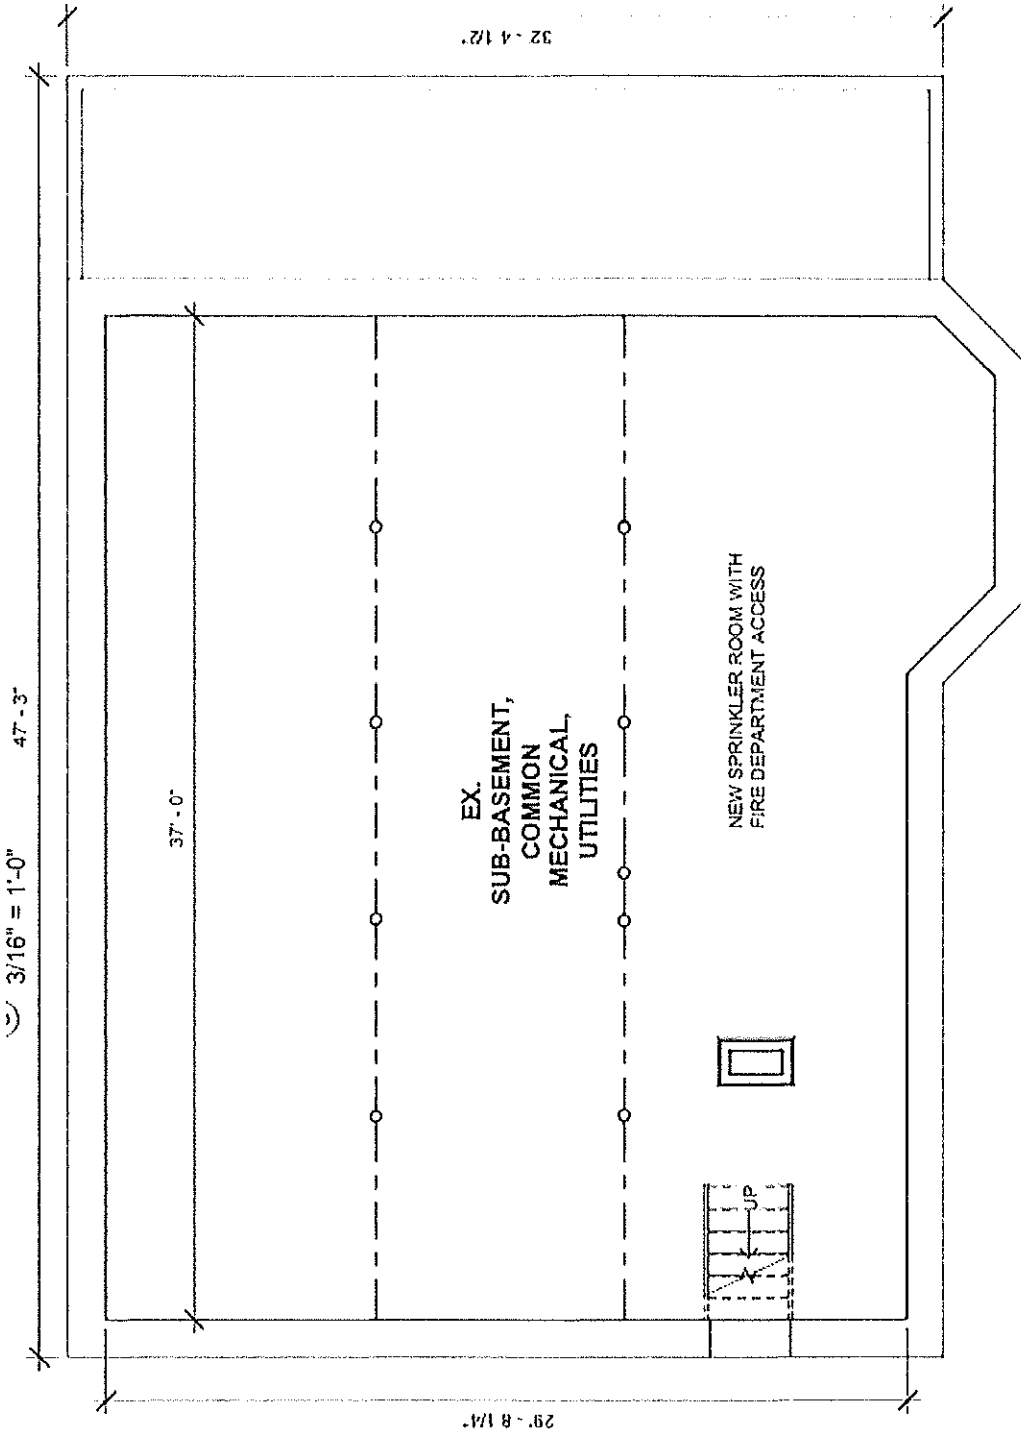 3/16" = 1'-0"
47' - 3"
32' - 4 1/2"
37' - 0"
EX.
SUB-BASEMENT,
COMMON
MECHANICAL,
UTILITIES
NEW SPRINKLER ROOM WITH
FIRE DEPARTMENT ACCESS
UP
29' - 8 1/4"